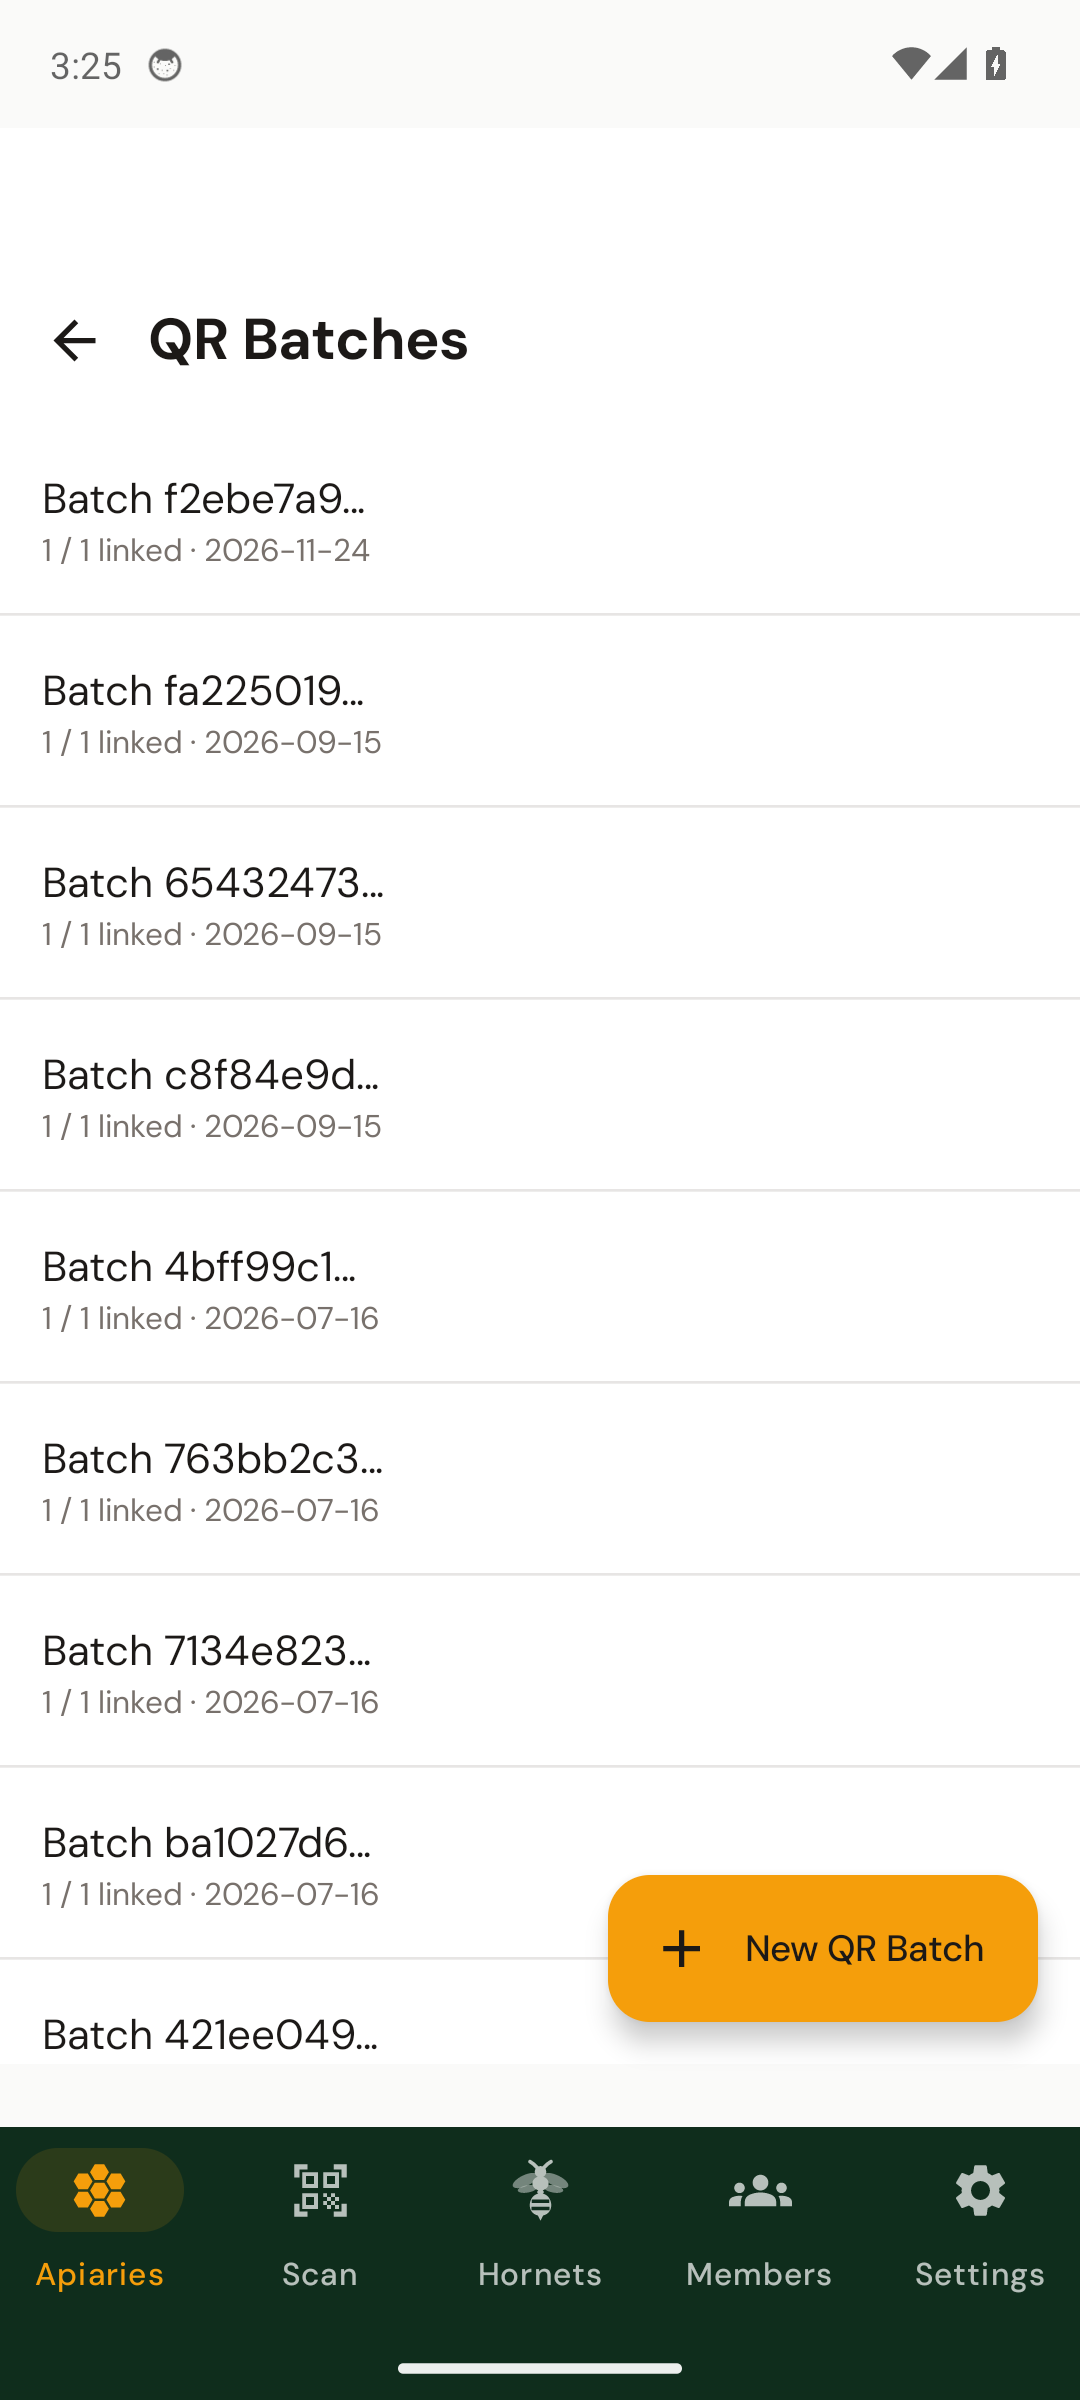 3:25
QR Batches
Batch f2ebe7a9...
1 / 1 linked · 2026-11-24
Batch fa225019...
1 / 1 linked · 2026-09-15
Batch 65432473...
1 / 1 linked · 2026-09-15
Batch c8f84e9d...
1 / 1 linked · 2026-09-15
Batch 4bff99c1...
1 / 1 linked · 2026-07-16
Batch 763bb2c3...
1 / 1 linked · 2026-07-16
Batch 7134e823...
1 / 1 linked · 2026-07-16
Batch ba1027d6...
1 / 1 linked · 2026-07-16
New QR Batch
Batch 421ee049...
Apiaries
Scan
Hornets
Members
Settings